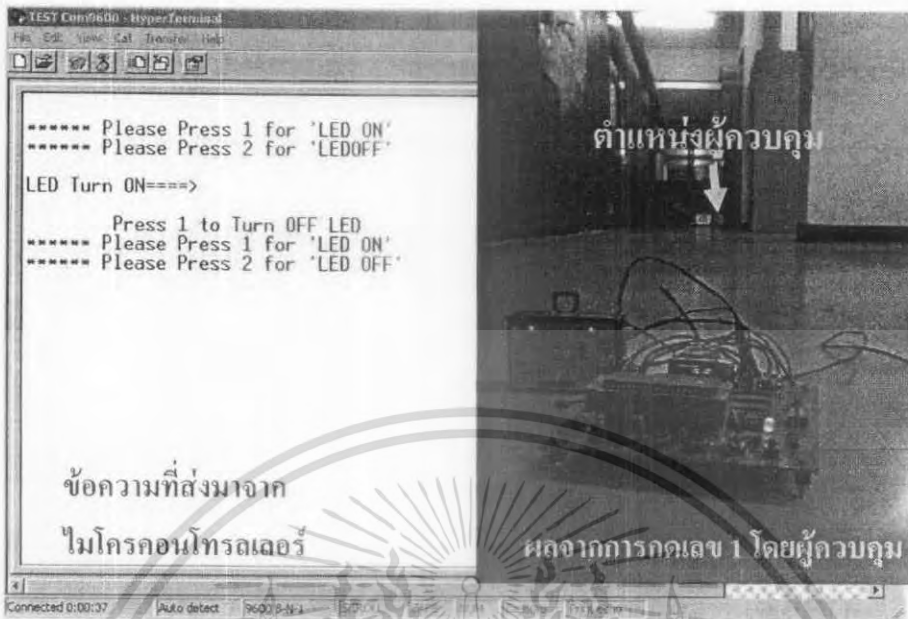 TEST Com9600 - HyperTerminal
File Edit View Call Transfer Help
****** Please Press 1 for 'LED ON'
****** Please Press 2 for 'LEDOFF'
LED Turn ON====>
Press 1 to Turn OFF LED
****** Please Press 1 for 'LED ON'
****** Please Press 2 for 'LED OFF'
ข้อความที่ส่งมาจาก
ไมโครคอนโทรลเลอร์
ตำแหน่งผู้ควบคุม
ผลจากการกดเลข 1 โดยผู้ควบคุม
Connected 0:00:37 Auto detect 9600 8-N-1 SCROLL CAPS NUM